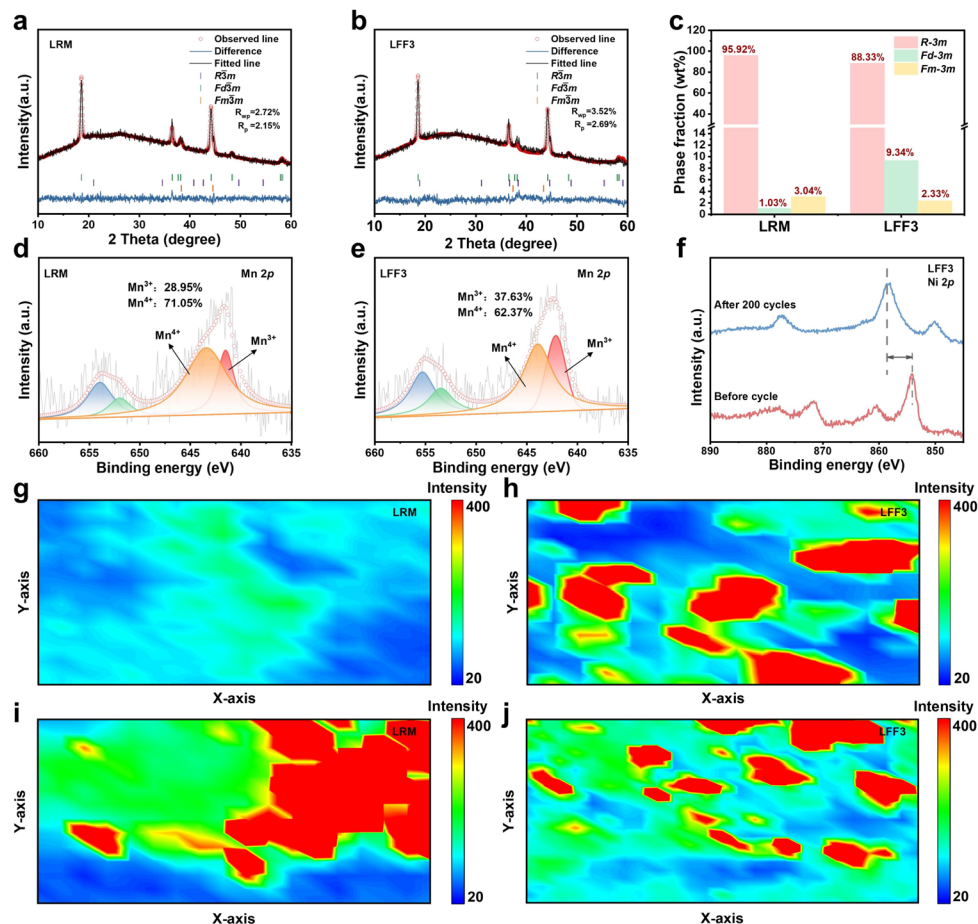 a
LRM
Observed line
Difference
Fitted line
R3̅m
Fd3̅m
Fm3̅m
Rwp=2.72%
Rp=2.15%
Intensity(a.u.)
10 20 30 40 50 60
2 Theta (degree)
b
LFF3
Observed line
Difference
Fitted line
R3̅m
Fd3̅m
Fm3̅m
Rwp=3.52%
Rp=2.69%
Intensity(a.u.)
10 20 30 40 50 60
2 Theta (degree)
c
Phase fraction (wt%)
120
100
80
60
40
14
12
10
8
6
4
2
0
95.92%
1.03%
3.04%
88.33%
9.34%
2.33%
R-3m
Fd-3m
Fm-3m
LRM LFF3
d
LRM Mn 2p
Mn3+: 28.95%
Mn4+: 71.05%
Mn4+
Mn3+
Intensity (a.u.)
660 655 650 645 640 635
Binding energy (eV)
e
LFF3 Mn 2p
Mn3+: 37.63%
Mn4+: 62.37%
Mn4+
Mn3+
Intensity (a.u.)
660 655 650 645 640 635
Binding energy (eV)
f
LFF3
Ni 2p
After 200 cycles
Before cycle
Intensity (a.u.)
890 880 870 860 850
Binding energy (eV)
g
Intensity
LRM
400
20
Y-axis
X-axis
h
Intensity
LFF3
400
20
Y-axis
X-axis
i
Intensity
LRM
400
20
Y-axis
X-axis
j
Intensity
LFF3
400
20
Y-axis
X-axis